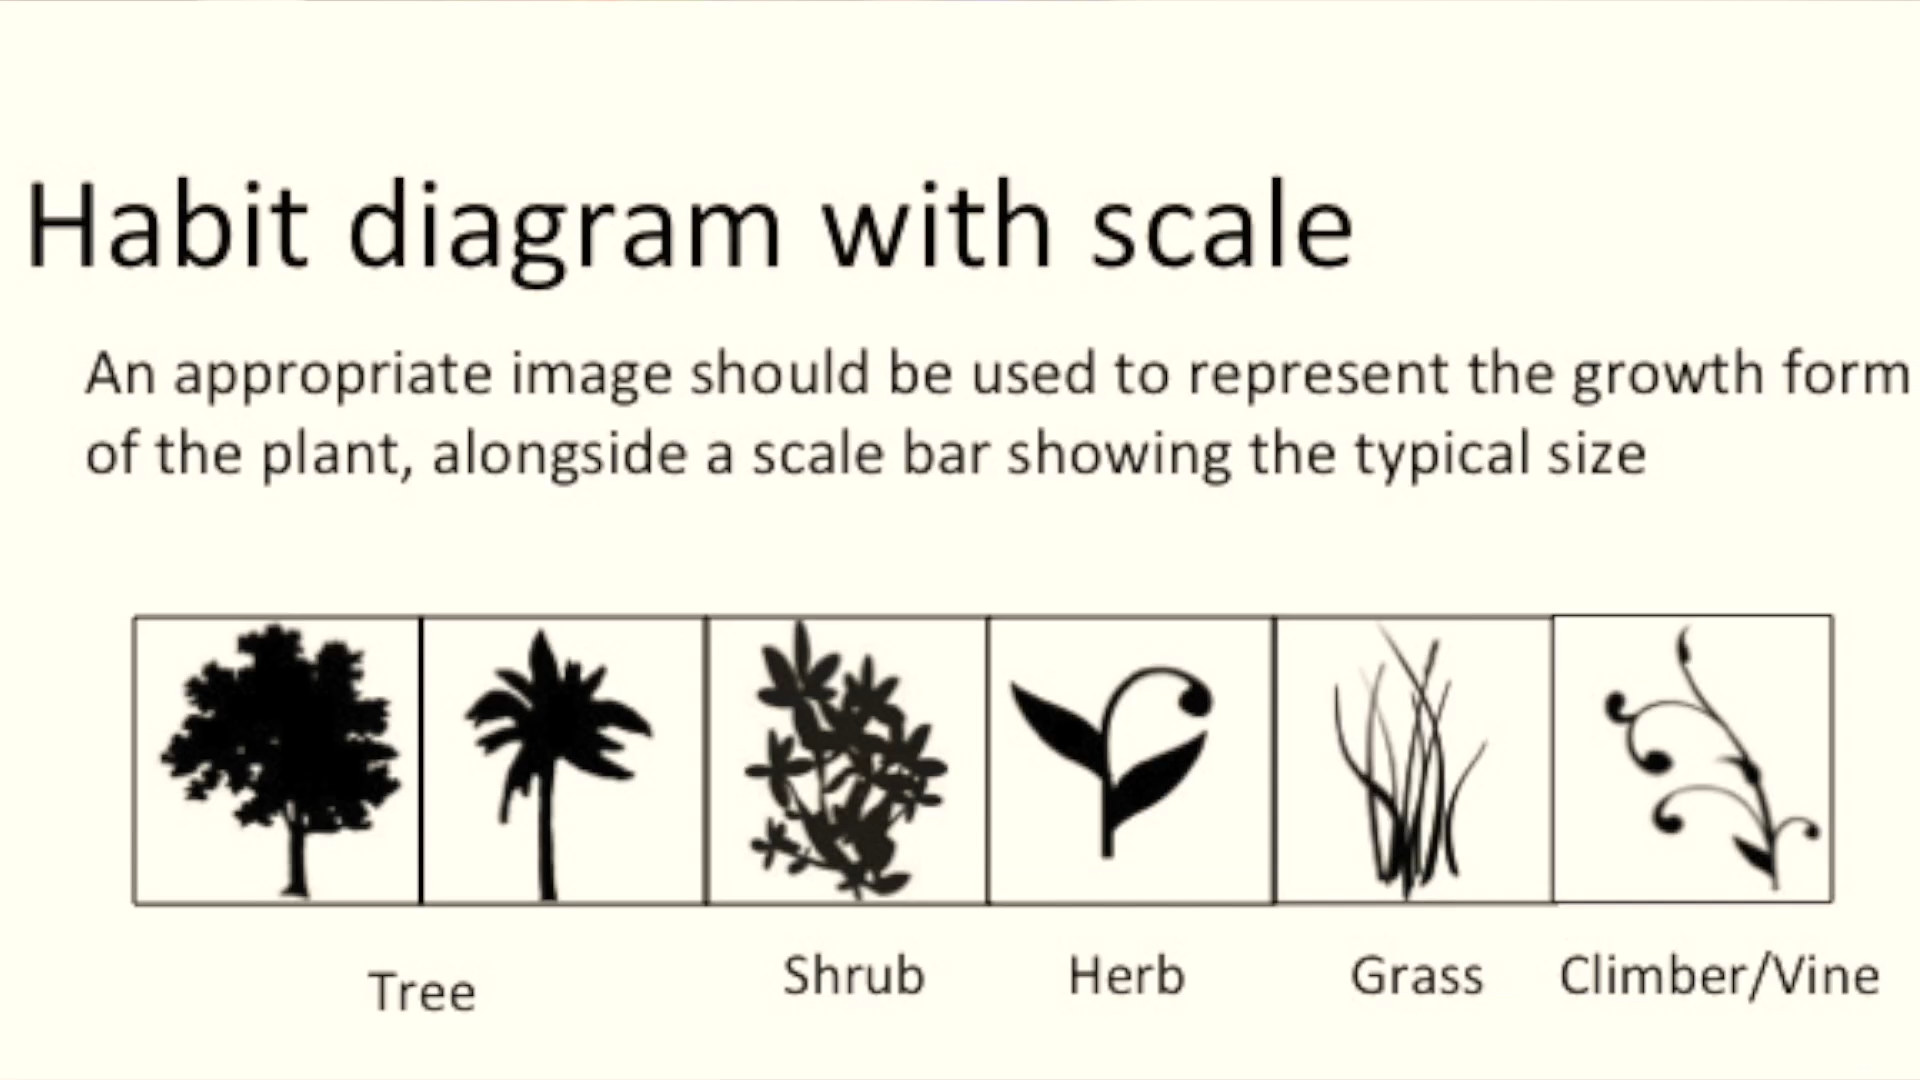 Habit diagram with scale
An appropriate image should be used to represent the growth form
of the plant, alongside a scale bar showing the typical size
Tree Shrub Herb Grass Climber/Vine